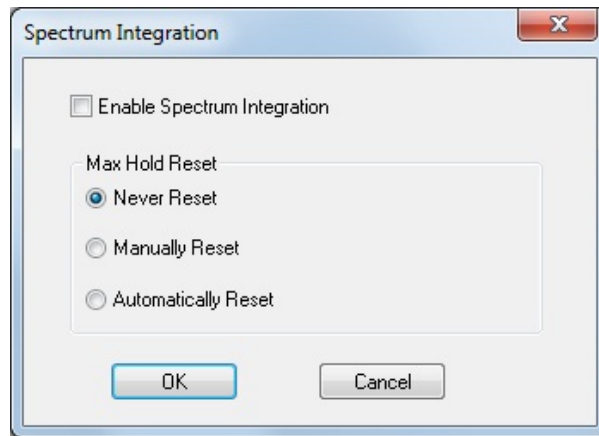 Spectrum Integration
Enable Spectrum Integration
Max Hold Reset
Never Reset
Manually Reset
Automatically Reset
OK Cancel